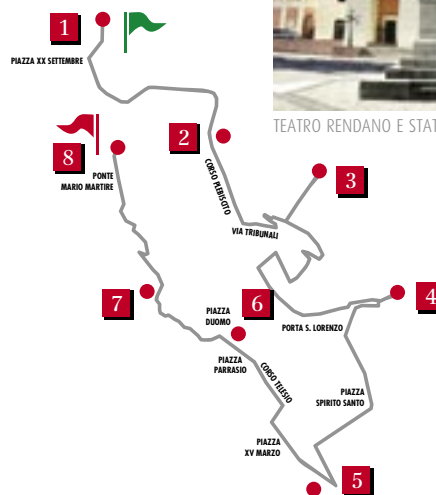 1
PIAZZA XX SETTEMBRE
TEATRO RENDANO E STAT
2
8
PONTE
MARIO MARTIRE
CORSO PLEBISCITO
3
VIA TRIBUNALI
7
6
4
PIAZZA
DUOMO
PORTA S. LORENZO
PIAZZA
PARRASIO
CORSO TELESIO
PIAZZA
SPIRITO SANTO
PIAZZA
XV MARZO
5